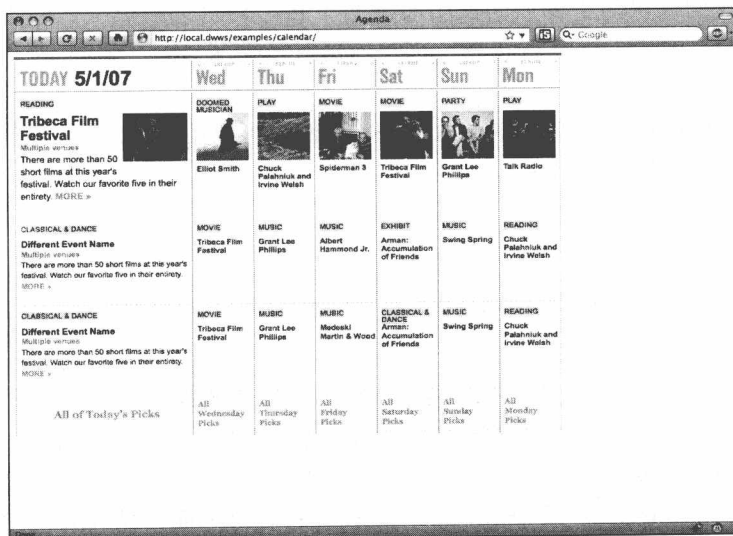 Agenda
http://local.dwws/examples/calendar/
Google
TODAY 5/1/07
Wed
Thu
Fri
Sat
Sun
Mon
READING
Tribeca Film
Festival
Multiple venues
There are more than 50
short films at this year's
festival. Watch our favorite five in their
entirety. MORE »
DOOMED
MUSICIAN
Elliot Smith
PLAY
Chuck
Palahniuk and
Irvine Welsh
MOVIE
Spiderman 3
MOVIE
Tribeca Film
Festival
PARTY
Grant Lee
Phillips
PLAY
Talk Radio
CLASSICAL & DANCE
Different Event Name
Multiple venues
There are more than 50 short films at this year's
festival. Watch our favorite five in their entirety.
MORE »
MOVIE
Tribeca Film
Festival
MUSIC
Grant Lee
Phillips
MUSIC
Albert
Hammond Jr.
EXHIBIT
Arman:
Accumulation
of Friends
MUSIC
Swing Spring
READING
Chuck
Palahniuk and
Irvine Welsh
CLASSICAL & DANCE
Different Event Name
Multiple venues
There are more than 50 short films at this year's
festival. Watch our favorite five in their entirety.
MORE »
MOVIE
Tribeca Film
Festival
MUSIC
Grant Lee
Phillips
MUSIC
Medeski
Martin & Wood
CLASSICAL &
DANCE
Arman:
Accumulation
of Friends
MUSIC
Swing Spring
READING
Chuck
Palahniuk and
Irvine Welsh
All of Today's Picks
All
Wednesday
Picks
All
Thursday
Picks
All
Friday
Picks
All
Saturday
Picks
All
Sunday
Picks
All
Monday
Picks